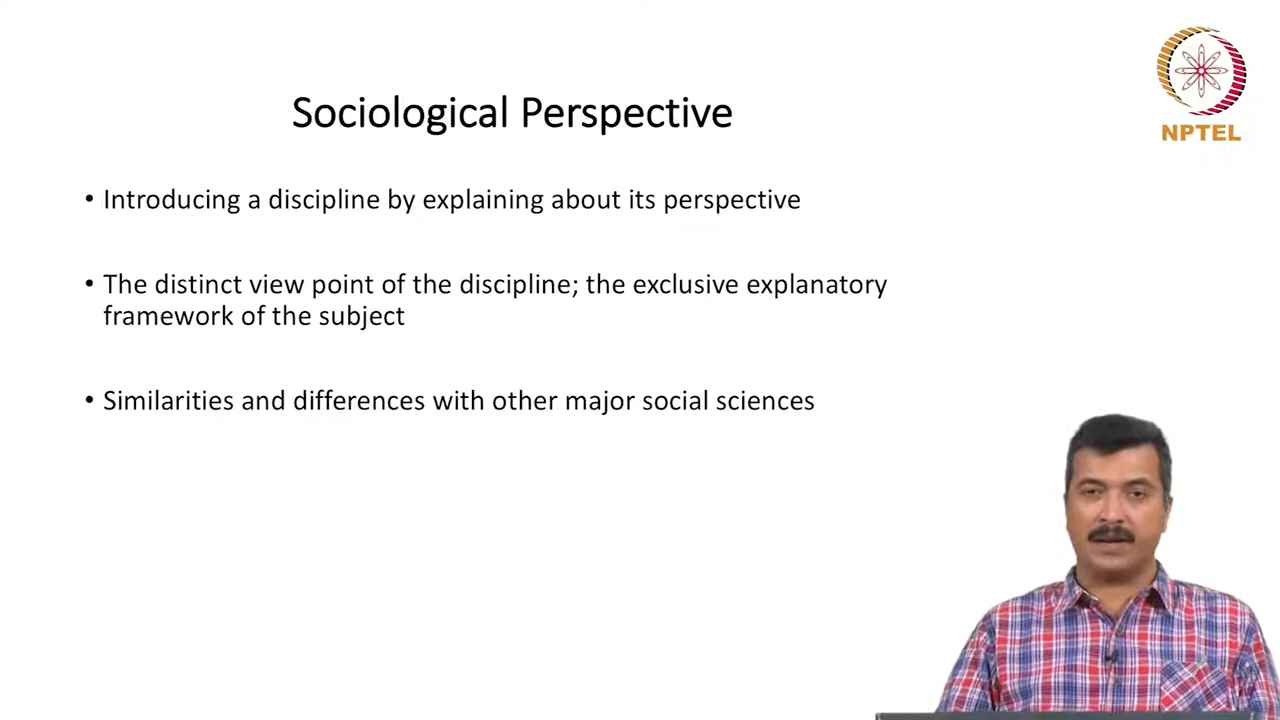 Sociological Perspective
NPTEL
• Introducing a discipline by explaining about its perspective
• The distinct view point of the discipline; the exclusive explanatory
framework of the subject
• Similarities and differences with other major social sciences